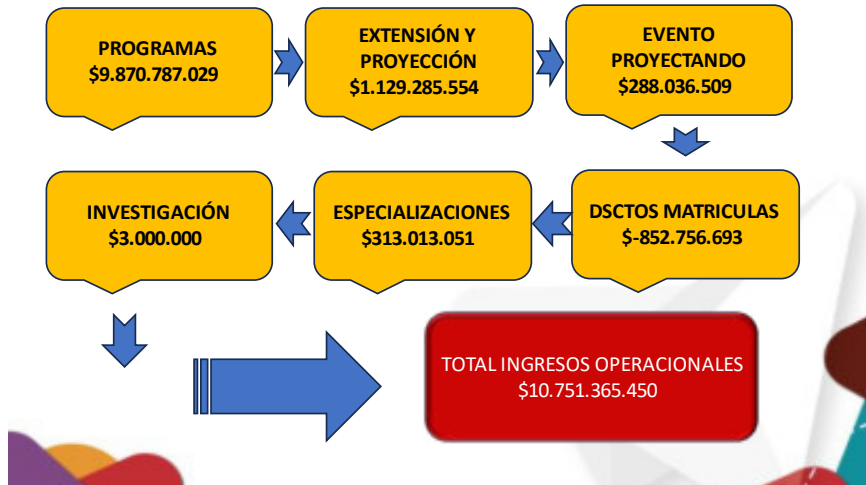 PROGRAMAS
$9.870.787.029
EXTENSIÓN Y
PROYECCIÓN
$1.129.285.554
EVENTO
PROYECTANDO
$288.036.509
DSCTOS MATRICULAS
$-852.756.693
ESPECIALIZACIONES
$313.013.051
INVESTIGACIÓN
$3.000.000
TOTAL INGRESOS OPERACIONALES
$10.751.365.450